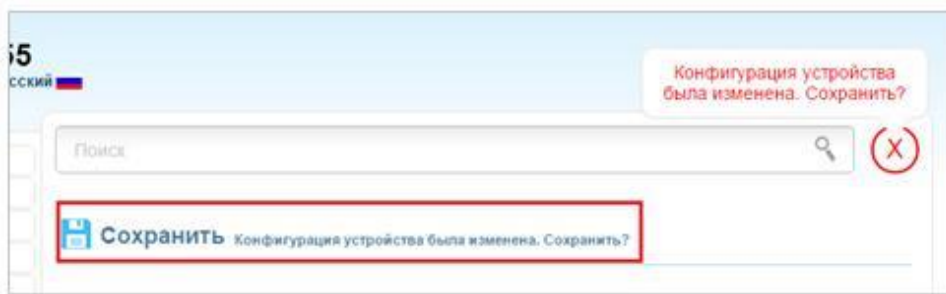 55
сский
Конфигурация устройства
была изменена. Сохранить?
Поиск
X
Сохранить Конфигурация устройства была изменена. Сохранить?